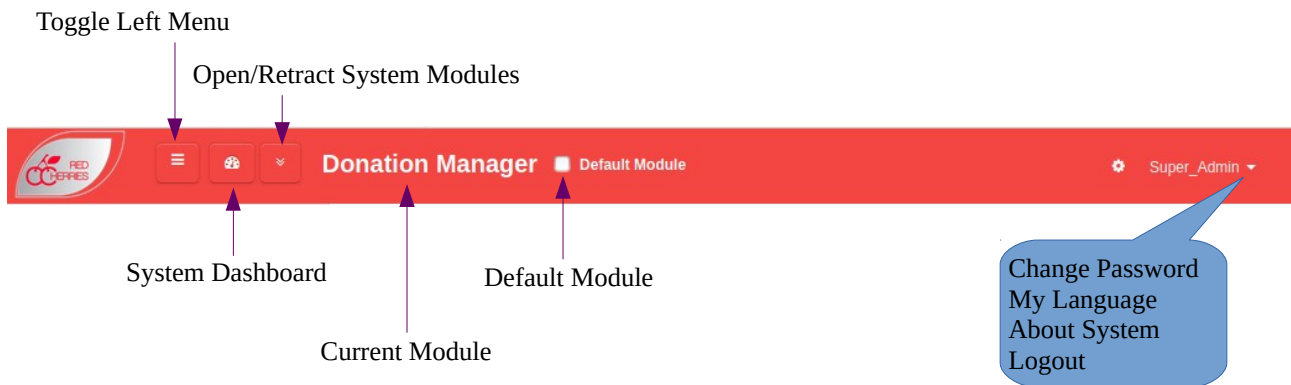 Toggle Left Menu
Open/Retract System Modules
RED
CHERRIES
Donation Manager
Default Module
Super_Admin
System Dashboard
Default Module
Current Module
Change Password
My Language
About System
Logout